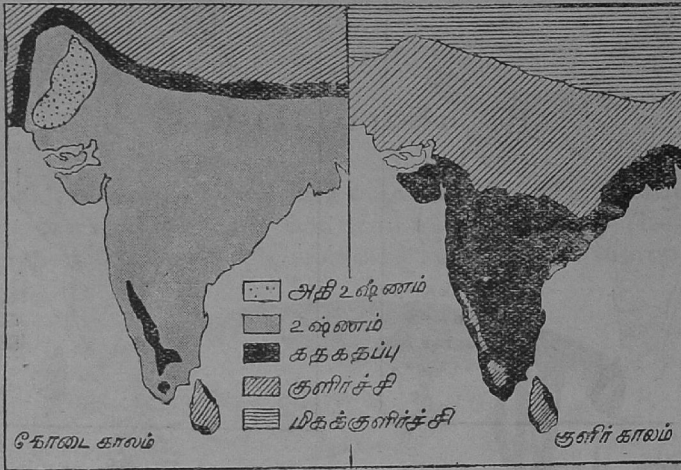 அதி உஷ்ணம்
உஷ்ணம்
கதகதப்பு
குளிர்ச்சி
மிகக்குளிர்ச்சி
கோடை காலம்
குளிர் காலம்